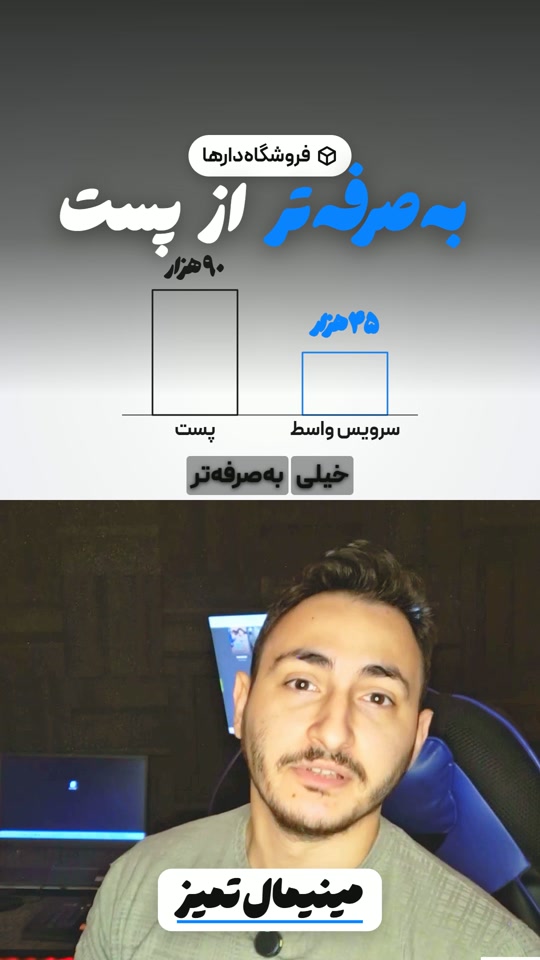 فروشگاه‌دارها
به‌صرفه‌تر از پست
۹۰ هزار
۴۵ هزار
پست
سرویس واسط
خیلی به‌صرفه‌تر
مینیمال تمیز